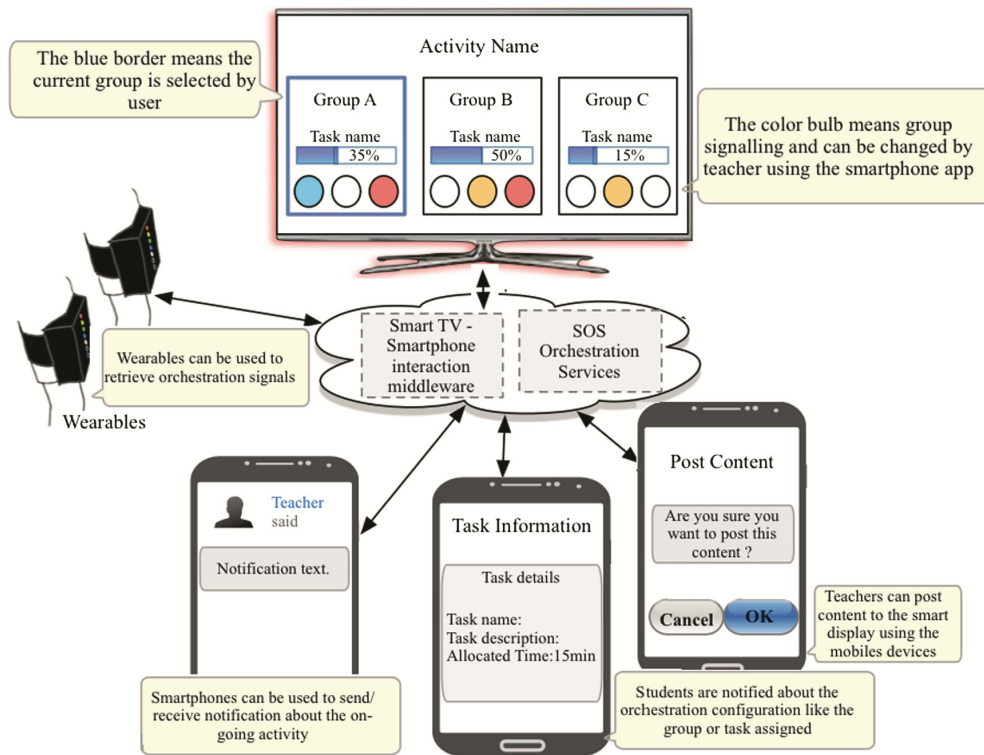 Activity Name
The blue border means the
current group is selected by
user
Group A
Task name
35%
Group B
Task name
50%
Group C
Task name
15%
The color bulb means group
signalling and can be changed by
teacher using the smartphone app
Smart TV -
Smartphone
interaction
middleware
SOS
Orchestration
Services
Wearables can be used to
retrieve orchestration signals
Wearables
Teacher
said
Notification text.
Smartphones can be used to send/
receive notification about the on-
going activity
Task Information
Task details
Task name:
Task description:
Allocated Time:15min
Students are notified about the
orchestration configuration like the
group or task assigned
Post Content
Are you sure you
want to post this
content ?
Cancel
OK
Teachers can post
content to the smart
display using the
mobiles devices